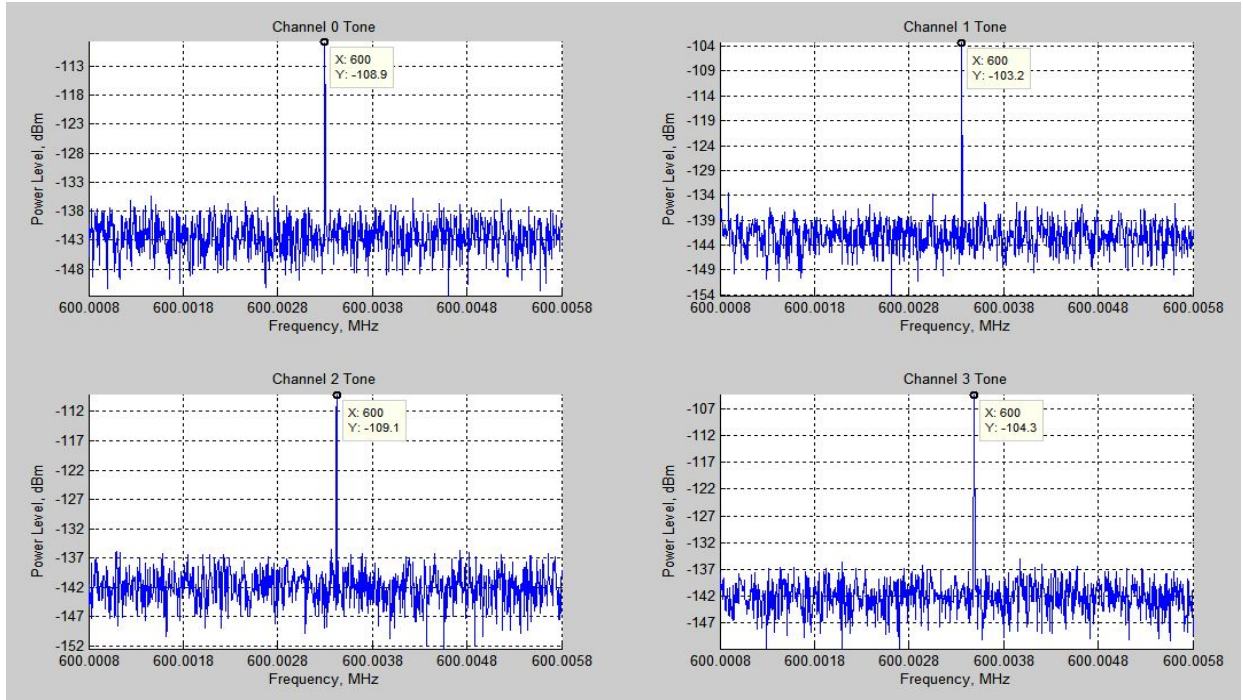 Channel 0 Tone
X: 600
Y: -108.9
-113
-118
-123
-128
-133
-138
-143
-148
Power Level, dBm
600.0008 600.0018 600.0028 600.0038 600.0048 600.0058
Frequency, MHz
Channel 1 Tone
X: 600
Y: -103.2
-104
-109
-114
-119
-124
-129
-134
-139
-144
-149
-154
Power Level, dBm
600.0008 600.0018 600.0028 600.0038 600.0048 600.0058
Frequency, MHz
Channel 2 Tone
X: 600
Y: -109.1
-112
-117
-122
-127
-132
-137
-142
-147
-152
Power Level, dBm
600.0008 600.0018 600.0028 600.0038 600.0048 600.0058
Frequency, MHz
Channel 3 Tone
X: 600
Y: -104.3
-107
-112
-117
-122
-127
-132
-137
-142
-147
Power Level, dBm
600.0008 600.0018 600.0028 600.0038 600.0048 600.0058
Frequency, MHz